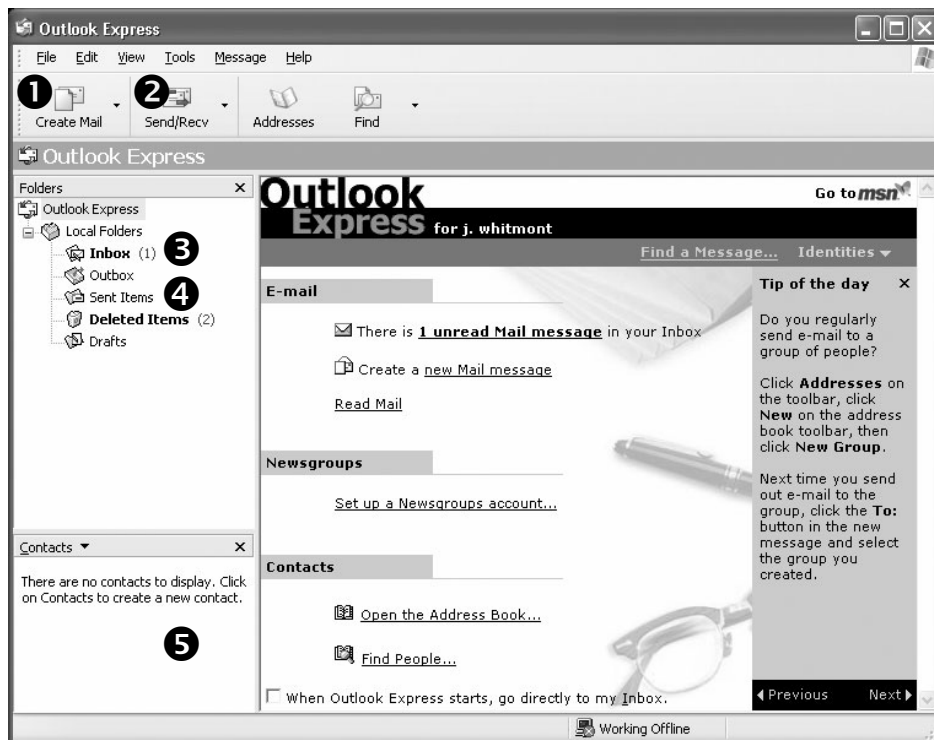 Outlook Express
File Edit View Tools Message Help
1 2
Create Mail Send/Recv Addresses Find
Outlook Express
Folders
Outlook Express
Local Folders
Inbox (1) 3
Outbox
Sent Items 4
Deleted Items (2)
Drafts
Contacts
There are no contacts to display. Click
on Contacts to create a new contact.
5
Outlook
Express for j. whitmont
Go to msn
Find a Message... Identities
E-mail
There is 1 unread Mail message in your Inbox
Create a new Mail message
Read Mail
Newsgroups
Set up a Newsgroups account...
Contacts
Open the Address Book...
Find People...
When Outlook Express starts, go directly to my Inbox.
Tip of the day
Do you regularly
send e-mail to a
group of people?
Click Addresses on
the toolbar, click
New on the address
book toolbar, then
click New Group.
Next time you send
out e-mail to the
group, click the To:
button in the new
message and select
the group you
created.
Previous Next
Working Offline